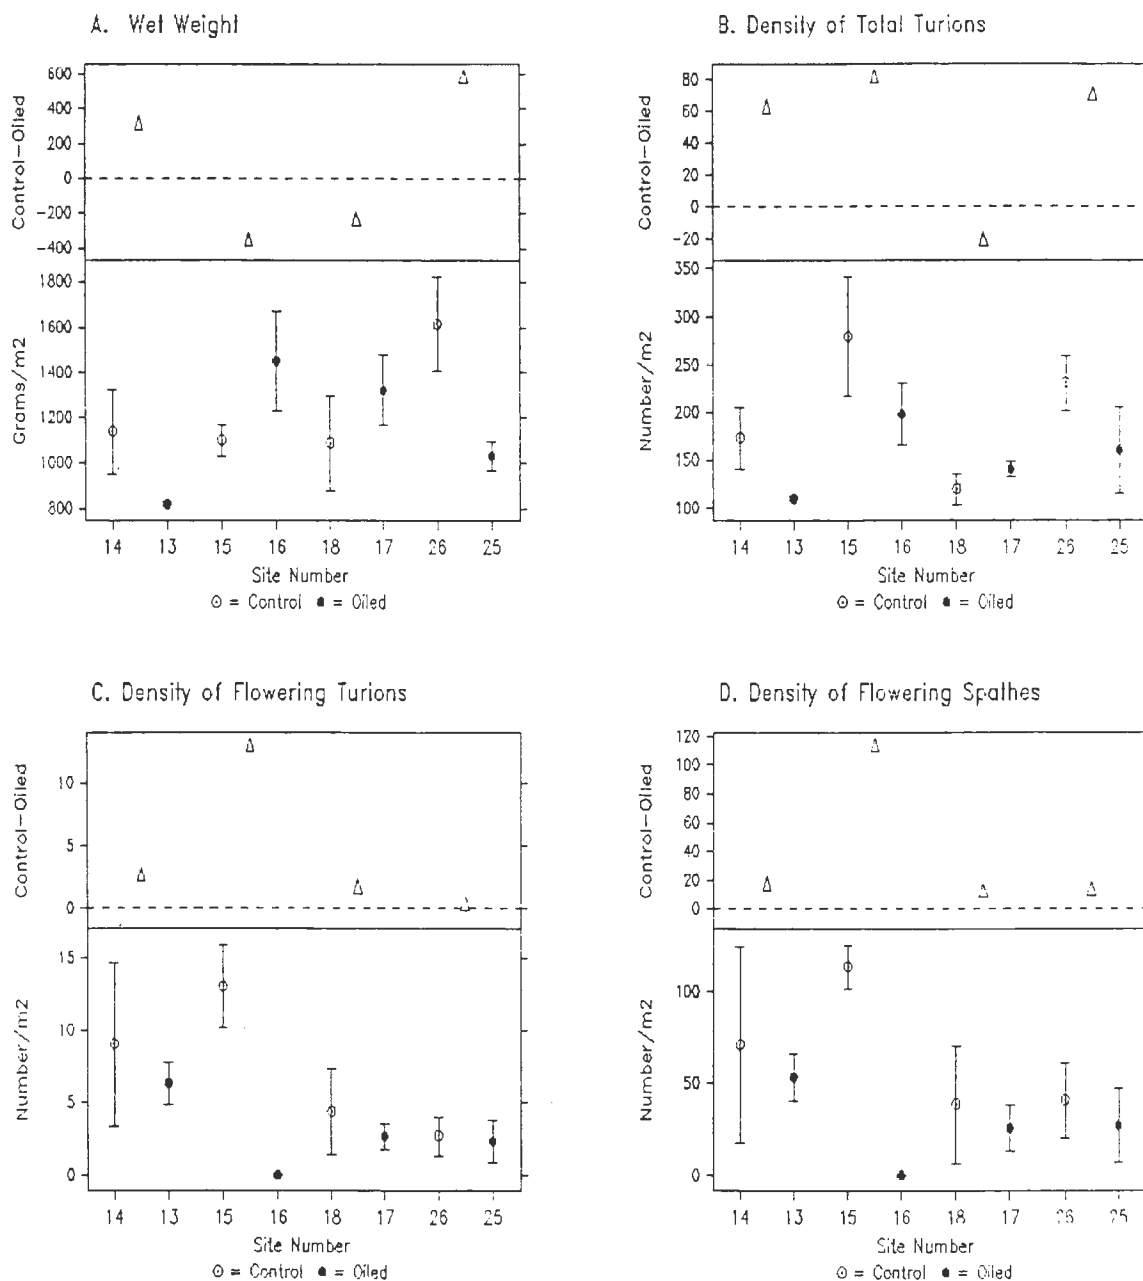 A. Wet Weight
Control-Oiled
600
400
200
0
-200
-400
Grams/m2
1800
1600
1400
1200
1000
800
14 13 15 16 18 17 26 25
Site Number
⊙ = Control ● = Oiled
B. Density of Total Turions
Control-Oiled
80
60
40
20
0
-20
Number/m2
350
300
250
200
150
100
14 13 15 16 18 17 26 25
Site Number
⊙ = Control ● = Oiled
C. Density of Flowering Turions
Control-Oiled
10
5
0
Number/m2
15
10
5
0
14 13 15 16 18 17 26 25
Site Number
⊙ = Control ● = Oiled
D. Density of Flowering Spathes
Control-Oiled
120
100
80
60
40
20
0
Number/m2
100
50
0
14 13 15 16 18 17 26 25
Site Number
⊙ = Control ● = Oiled